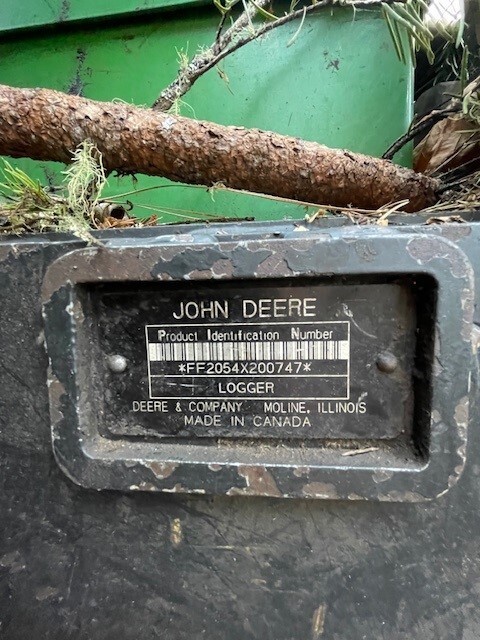 JOHN DEERE
Product Identification Number
*FF2054X200747*
LOGGER
DEERE & COMPANY MOLINE, ILLINOIS
MADE IN CANADA